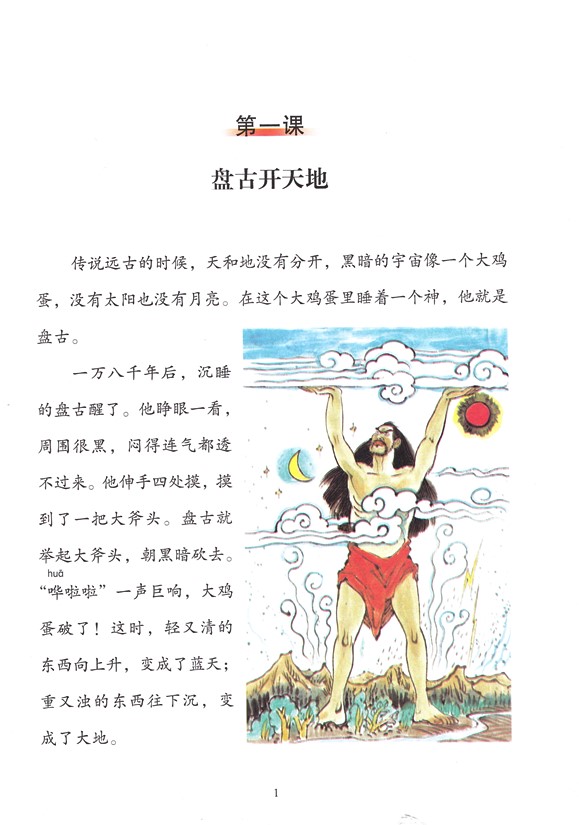 第一课
盘古开天地
传说远古的时候，天和地没有分开，黑暗的宇宙像一个大鸡
蛋，没有太阳也没有月亮。在这个大鸡蛋里睡着一个神，他就是
盘古。
一万八千年后，沉睡
的盘古醒了。他睁眼一看，
周围很黑，闷得连气都透
不过来。他伸手四处摸，摸
到了一把大斧头。盘古就
举起大斧头，朝黑暗砍去。
huā
“哗啦啦”一声巨响，大鸡
蛋破了！这时，轻又清的
东西向上升，变成了蓝天；
重又浊的东西往下沉，变
成了大地。
1